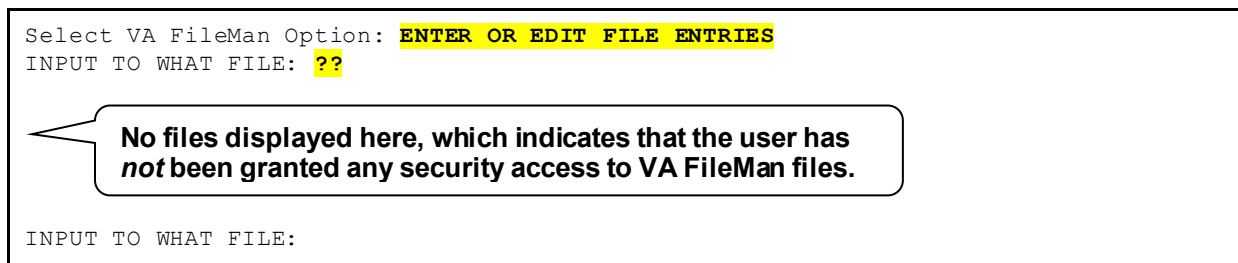 Select VA FileMan Option: ENTER OR EDIT FILE ENTRIES
INPUT TO WHAT FILE: ??
No files displayed here, which indicates that the user has
not been granted any security access to VA FileMan files.
INPUT TO WHAT FILE: